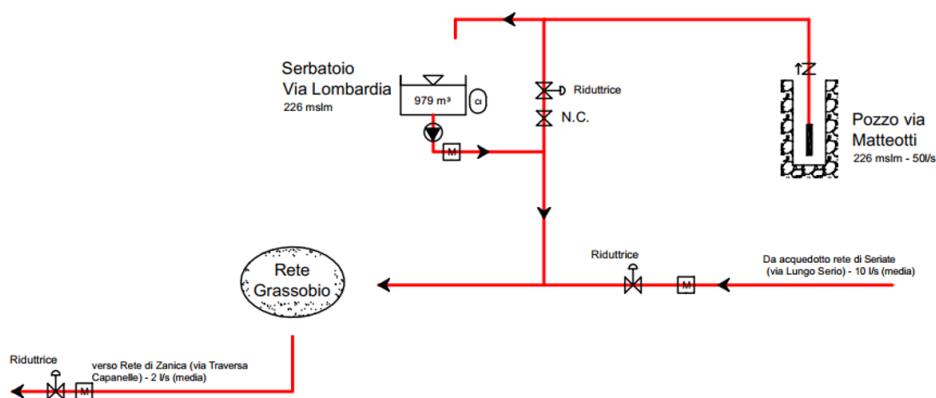 Serbatoio
Via Lombardia
226 mslm
979 m³
Cl
M
Riduttrice
N.C.
Pozzo via
Matteotti
226 mslm - 50l/s
Rete
Grassobio
Riduttrice
M
Da acquedotto rete di Seriate
(via Lungo Serio) - 10 l/s (media)
Riduttrice
M
verso Rete di Zanica (via Traversa
Capanelle) - 2 l/s (media)